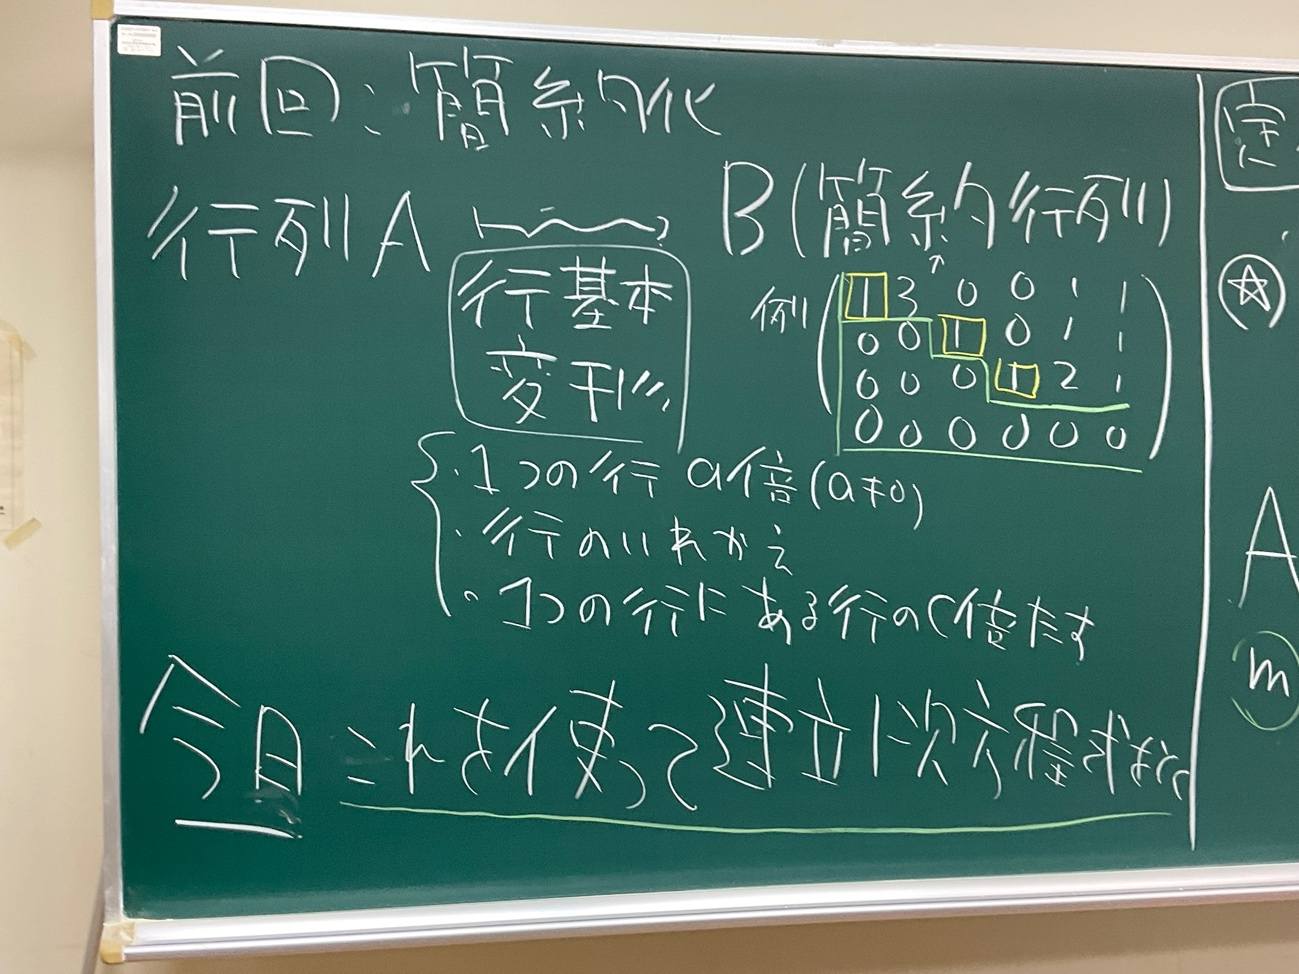 前回：簡約化
行列A
B(簡約行列)
行基本
変形
例
1 3 0 0 1 1
0 0 1 0 1 1
0 0 0 1 2 1
0 0 0 0 0 0
・1つの行 a倍(a≠0)
・行のいれかえ
・1つの行にある行のC倍たす
今日 これを使って連立1次方程式をとく
定
☆
A
m